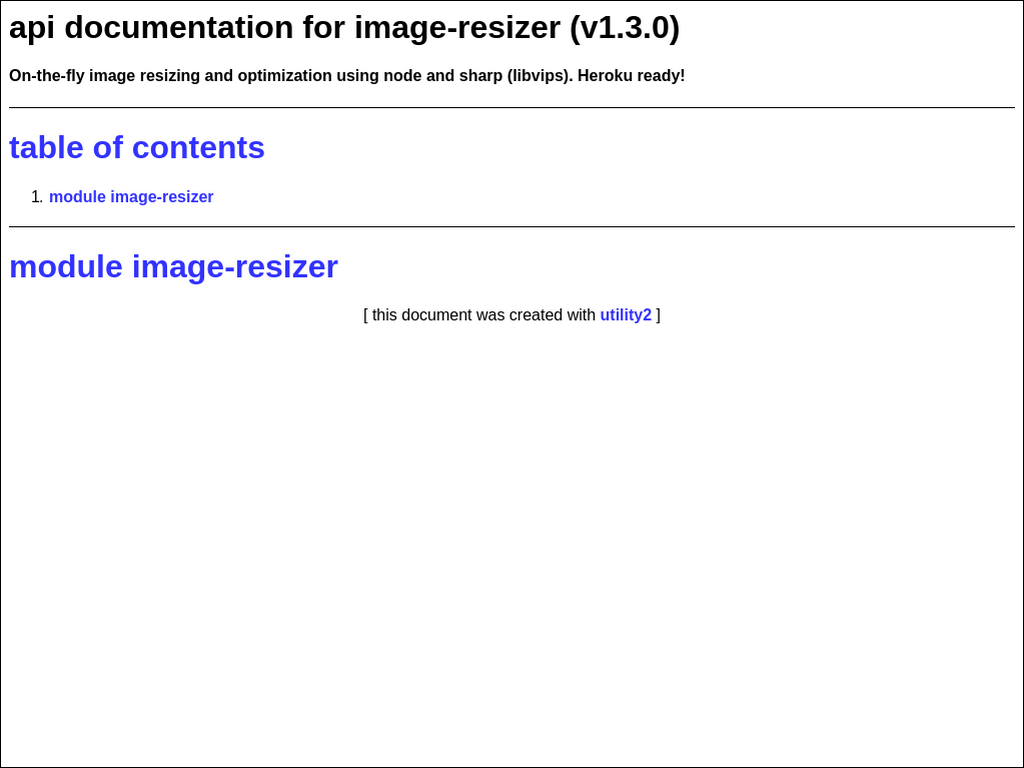 api documentation for image-resizer (v1.3.0)
On-the-fly image resizing and optimization using node and sharp (libvips). Heroku ready!
table of contents
1. module image-resizer
module image-resizer
[ this document was created with utility2 ]